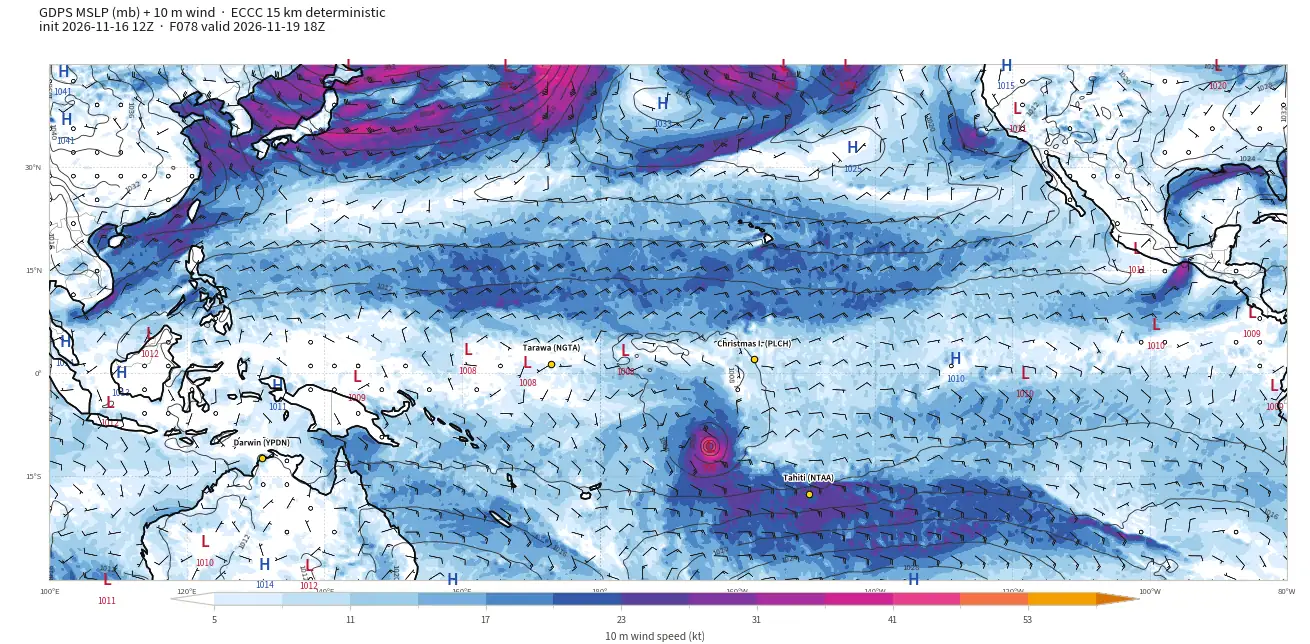 GDPS MSLP (mb) + 10 m wind · ECCC 15 km deterministic
init 2026-11-16 12Z · F078 valid 2026-11-19 18Z
H
1041
H
1041
L
L
L
L
H
1015
L
1020
L
H
H
1025
1032
1024
30°N
15°N
0°
15°S
L
1011
H
L
1012
H
L
H
L
1009
L
1008
L
1008
Tarawa (NGTA)
L
Christmas I. (PLCH)
1008
H
1010
L
1010
L
L
1009
L
1010
L
1009
Darwin (YPDN)
Tahiti (NTAA)
L
1010
H
1014
L
1012
1012
L
1011
H
H
100°E
120°E
140°E
160°E
180°
160°W
140°W
120°W
100°W
80°W
5
11
17
23
31
41
53
10 m wind speed (kt)